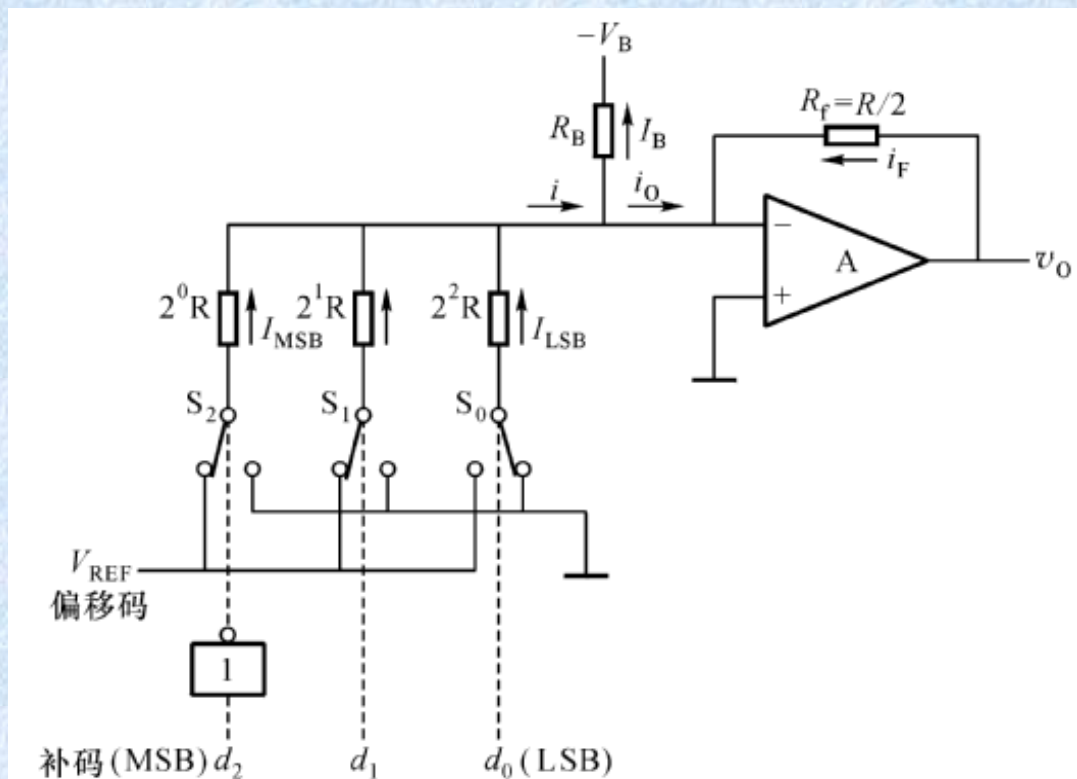 −V_B
R_f=R/2
R_B
I_B
i_F
i
i_O
−
A
+
v_O
2^0R
I_MSB
2^1R
2^2R
I_LSB
S_2
S_1
S_0
V_REF
偏移码
1
补码(MSB) d_2 d_1 d_0(LSB)